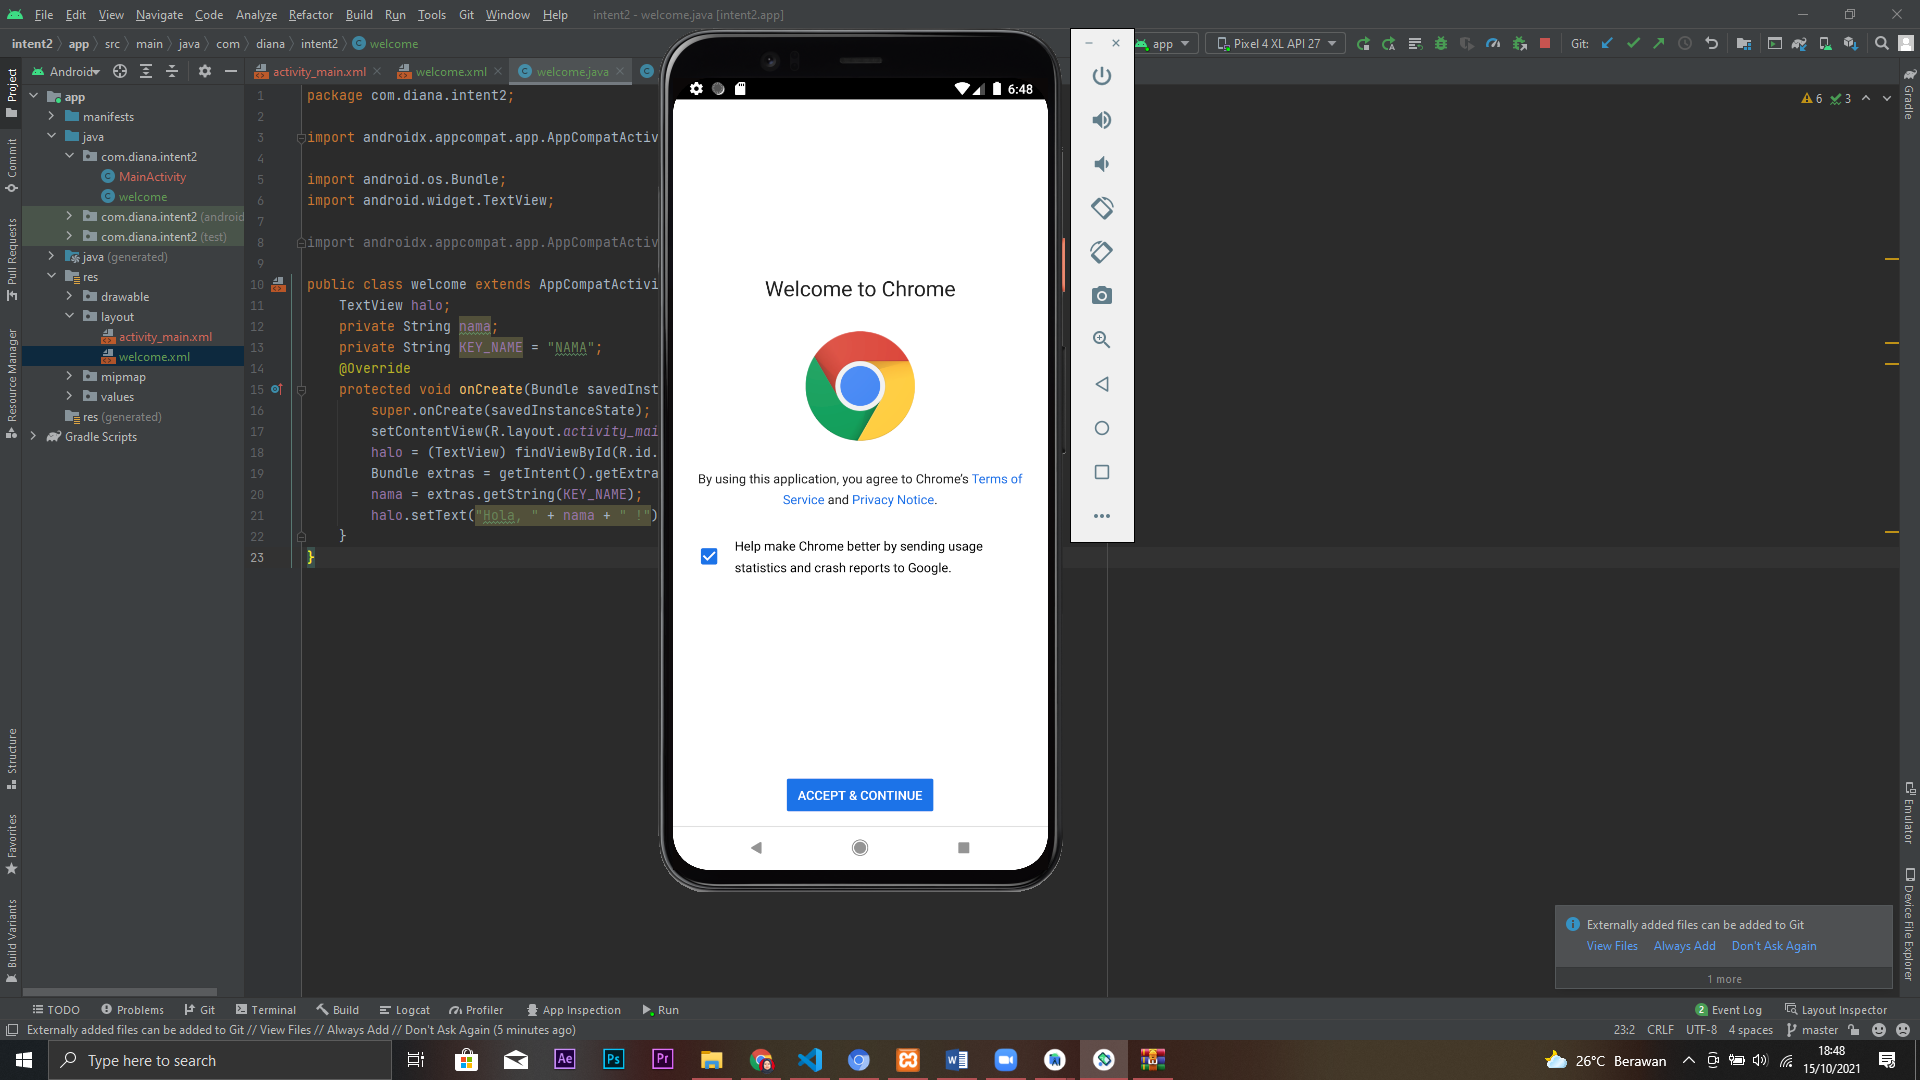 File Edit View Navigate Code Analyze Refactor Build Run Tools Git Window Help intent2 - welcome.java [intent2.app]
intent2 app src main java com diana intent2 welcome
app Pixel 4 XL API 27 Git:
Android
activity_main.xml welcome.xml welcome.java
Project
Commit
Pull Requests
Resource Manager
Structure
Favorites
Build Variants
app
manifests
java
com.diana.intent2
MainActivity
welcome
com.diana.intent2 (android
com.diana.intent2 (test)
java (generated)
res
drawable
layout
activity_main.xml
welcome.xml
mipmap
values
res (generated)
Gradle Scripts
1 package com.diana.intent2;
2
3 import androidx.appcompat.app.AppCompatActiv
4
5 import android.os.Bundle;
6 import android.widget.TextView;
7
8 import androidx.appcompat.app.AppCompatActiv
9
10 public class welcome extends AppCompatActivi
11 TextView halo;
12 private String nama;
13 private String KEY_NAME = "NAMA";
14 @Override
15 protected void onCreate(Bundle savedInst
16 super.onCreate(savedInstanceState);
17 setContentView(R.layout.activity_mai
18 halo = (TextView) findViewById(R.id.
19 Bundle extras = getIntent().getExtra
20 nama = extras.getString(KEY_NAME);
21 halo.setText("Hola, " + nama + " !")
22 }
23 }
6:48
Welcome to Chrome
By using this application, you agree to Chrome's Terms of
Service and Privacy Notice.
Help make Chrome better by sending usage
statistics and crash reports to Google.
ACCEPT & CONTINUE
6 3
Gradle
Emulator
Device File Explorer
Externally added files can be added to Git
View Files Always Add Don't Ask Again
1 more
TODO Problems Git Terminal Build Logcat Profiler App Inspection Run 2 Event Log Layout Inspector
Externally added files can be added to Git // View Files // Always Add // Don't Ask Again (5 minutes ago) 23:2 CRLF UTF-8 4 spaces master
Type here to search
Ae Ps Pr
26°C Berawan
18:48
15/10/2021